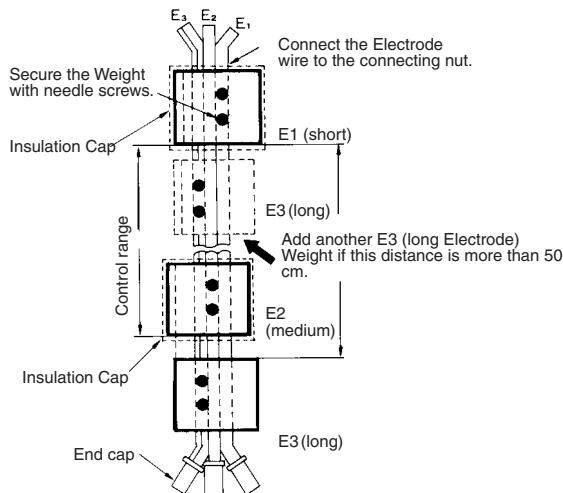 E3 E2 E1
Connect the Electrode
wire to the connecting nut.
Secure the Weight
with needle screws.
Insulation Cap
E1 (short)
E3 (long)
Control range
Add another E3 (long Electrode)
Weight if this distance is more than 50
cm.
E2
(medium)
Insulation Cap
E3 (long)
End cap